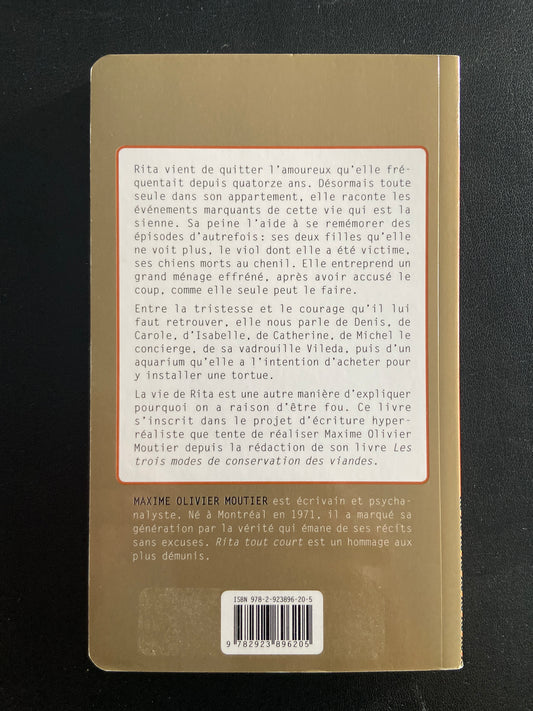 Rita vient de quitter l'amoureux qu'elle fré-
quentait depuis quatorze ans. Désormais toute
seule dans son appartement, elle raconte les
événements marquants de cette vie qui est la
sienne. Sa peine l'aide à se remémorer des
épisodes d'autrefois : ses deux filles qu'elle
ne voit plus, le viol dont elle a été victime,
ses chiens morts au chenil. Elle entreprend un
grand ménage effréné, après avoir accusé le
coup, comme elle seule peut le faire.
Entre la tristesse et le courage qu'il lui
faut retrouver, elle nous parle de Denis, de
Carole, d'Isabelle, de Catherine, de Michel le
concierge, de sa vadrouille Vileda, puis d'un
aquarium qu'elle a l'intention d'acheter pour
y installer une tortue.
La vie de Rita est une autre manière d'expliquer
pourquoi on a raison d'être fou. Ce livre
s'inscrit dans le projet d'écriture hyper-
réaliste que tente de réaliser Maxime Olivier
Moutier depuis la rédaction de son livre Les
trois modes de conservation des viandes.
MAXIME OLIVIER MOUTIER est écrivain et psycha-
nalyste. Né à Montréal en 1971, il a marqué sa
génération par la vérité qui émane de ses récits
sans excuses. Rita tout court est un hommage aux
plus démunis.
ISBN 978-2-923896-20-5
9 782923 896205